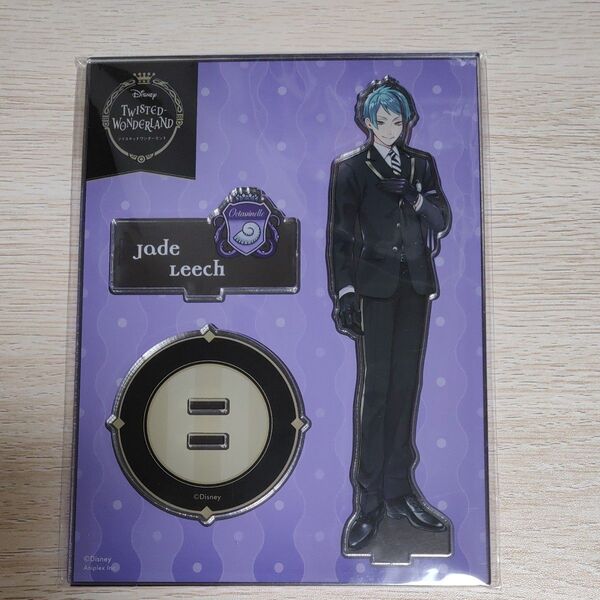 Disney
TWISTED-
WONDERLAND
ツイステッドワンダーランド
Octavinelle
Jade
Leech
©Disney
©Disney
Aniplex Inc.